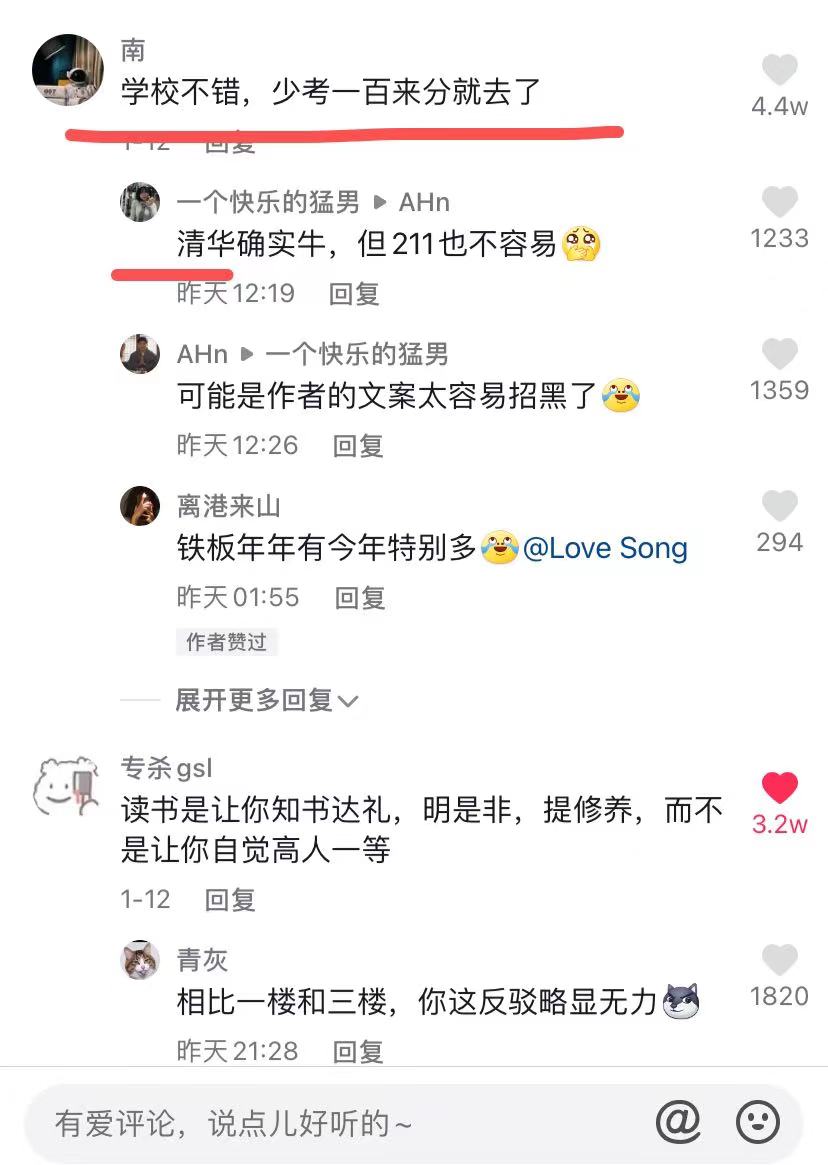 南
学校不错，少考一百来分就去了
4.4w
1-12 回复
一个快乐的猛男 ▶ AHn
清华确实牛，但211也不容易🥹
1233
昨天12:19 回复
AHn ▶ 一个快乐的猛男
可能是作者的文案太容易招黑了😂
1359
昨天12:26 回复
离港来山
铁板年年有今年特别多😂@Love Song
294
昨天01:55 回复
作者赞过
展开更多回复
专杀gsl
读书是让你知书达礼，明是非，提修养，而不
是让你自觉高人一等
3.2w
1-12 回复
青灰
相比一楼和三楼，你这反驳略显无力
1820
昨天21:28 回复
有爱评论，说点儿好听的~
@